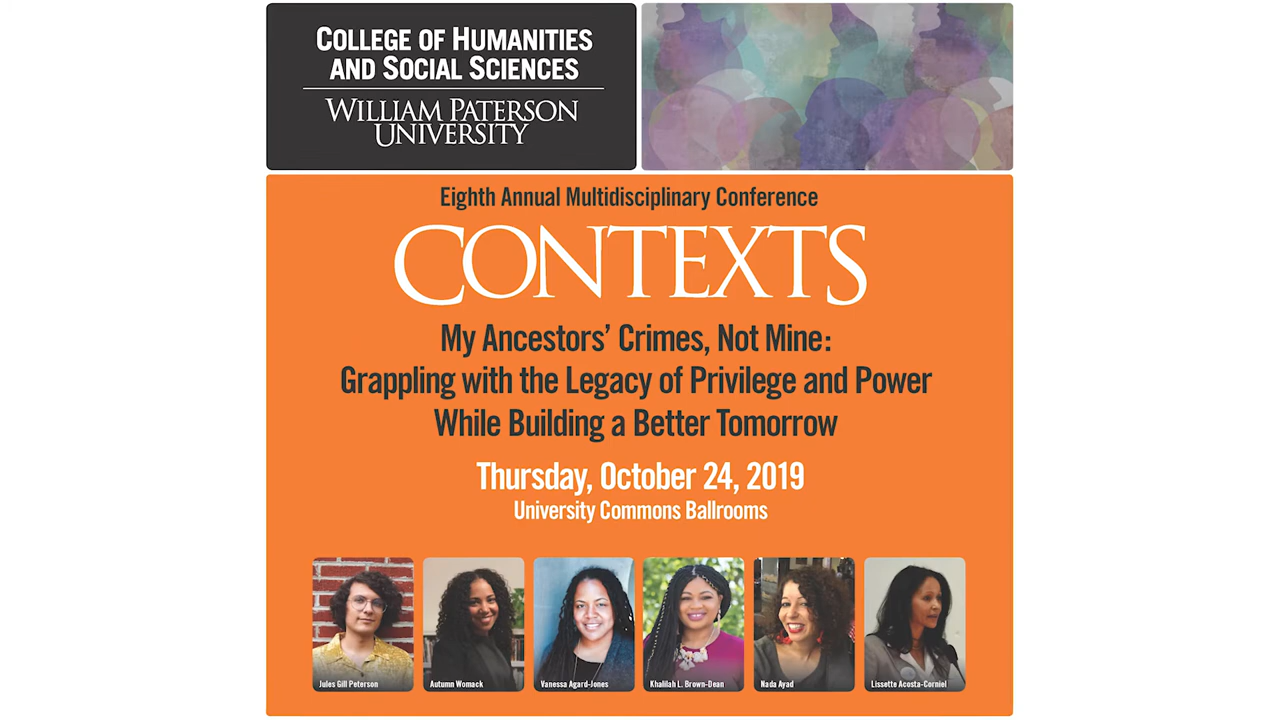 COLLEGE OF HUMANITIES
AND SOCIAL SCIENCES
WILLIAM PATERSON
UNIVERSITY
Eighth Annual Multidisciplinary Conference
CONTEXTS
My Ancestors’ Crimes, Not Mine:
Grappling with the Legacy of Privilege and Power
While Building a Better Tomorrow
Thursday, October 24, 2019
University Commons Ballrooms
Jules Gill Peterson
Autumn Womack
Vanessa Agard-Jones
Khalilah L. Brown-Dean
Nada Ayad
Lissette Acosta-Corniel